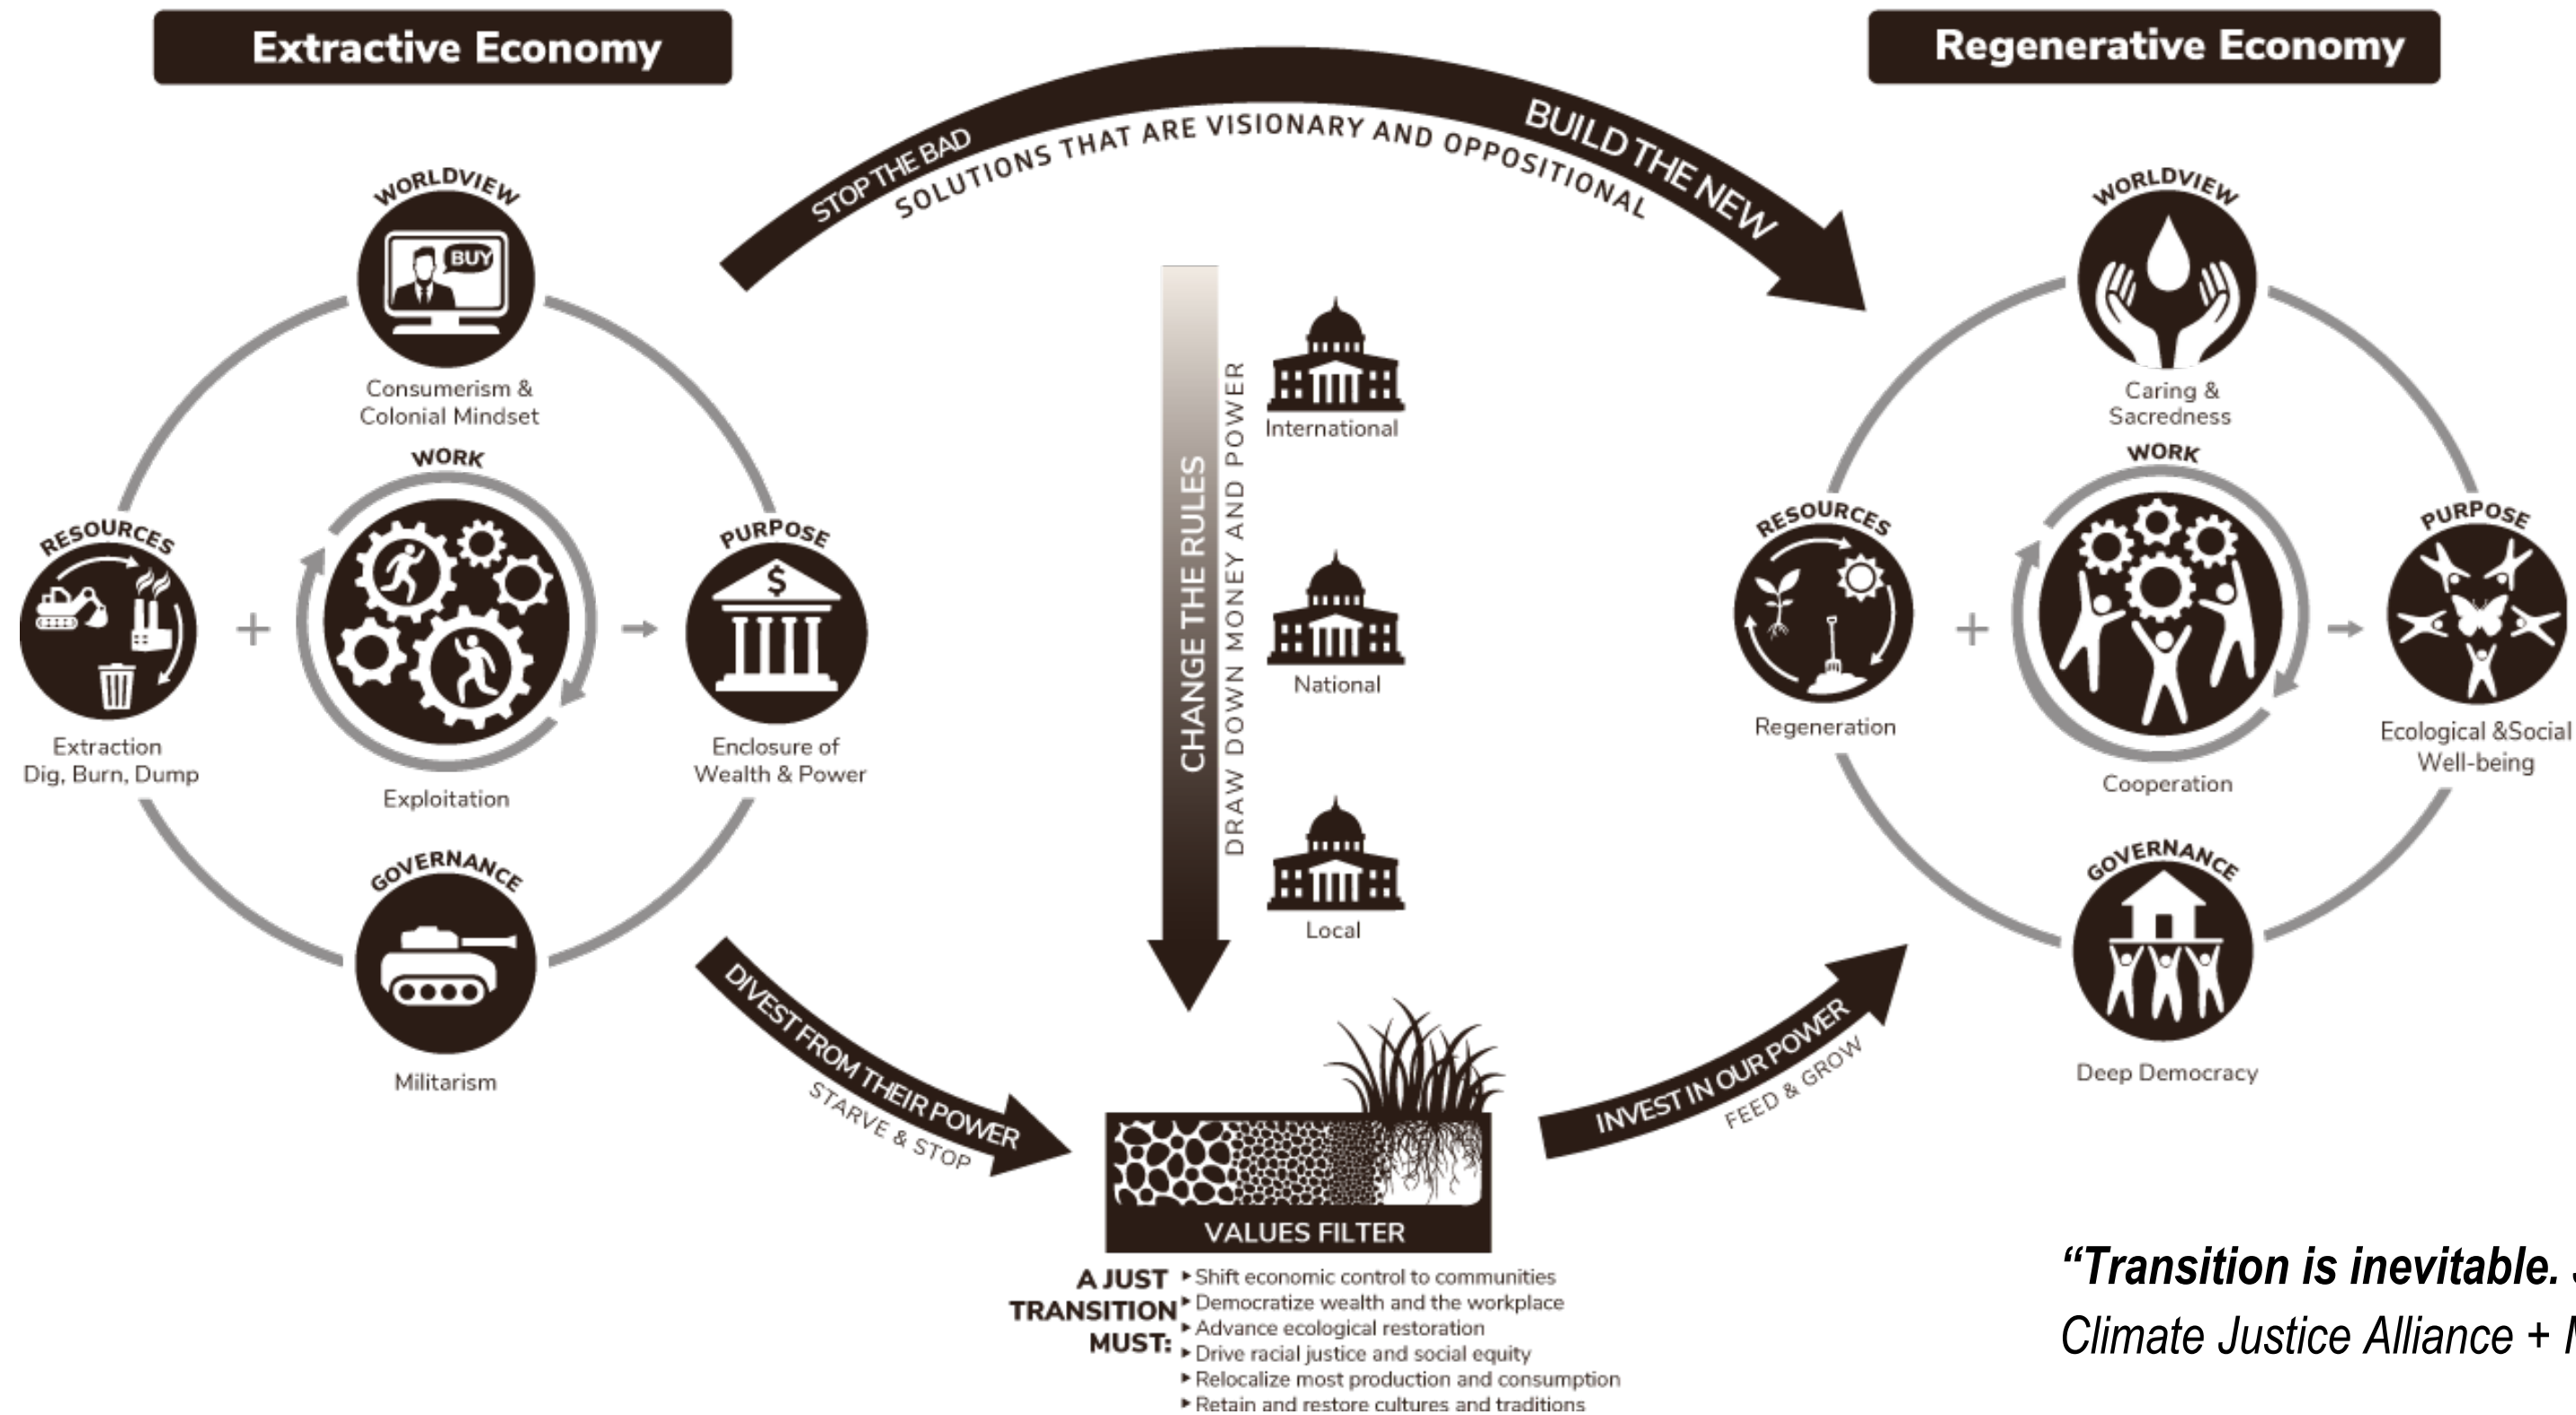 Extractive Economy
Regenerative Economy
STOP THE BAD
BUILD THE NEW
SOLUTIONS THAT ARE VISIONARY AND OPPOSITIONAL
WORLDVIEW
BUY
Consumerism &
Colonial Mindset
WORK
Exploitation
RESOURCES
Extraction
Dig, Burn, Dump
+
PURPOSE
$
Enclosure of
Wealth & Power
GOVERNANCE
Militarism
CHANGE THE RULES
DRAW DOWN MONEY AND POWER
International
National
Local
WORLDVIEW
Caring &
Sacredness
WORK
Cooperation
RESOURCES
Regeneration
+
PURPOSE
Ecological &Social
Well-being
GOVERNANCE
Deep Democracy
DIVEST FROM THEIR POWER
STARVE & STOP
INVEST IN OUR POWER
FEED & GROW
VALUES FILTER
A JUST
TRANSITION
MUST:
Shift economic control to communities
Democratize wealth and the workplace
Advance ecological restoration
Drive racial justice and social equity
Relocalize most production and consumption
Retain and restore cultures and traditions
“Transition is inevitable.
Climate Justice Alliance +